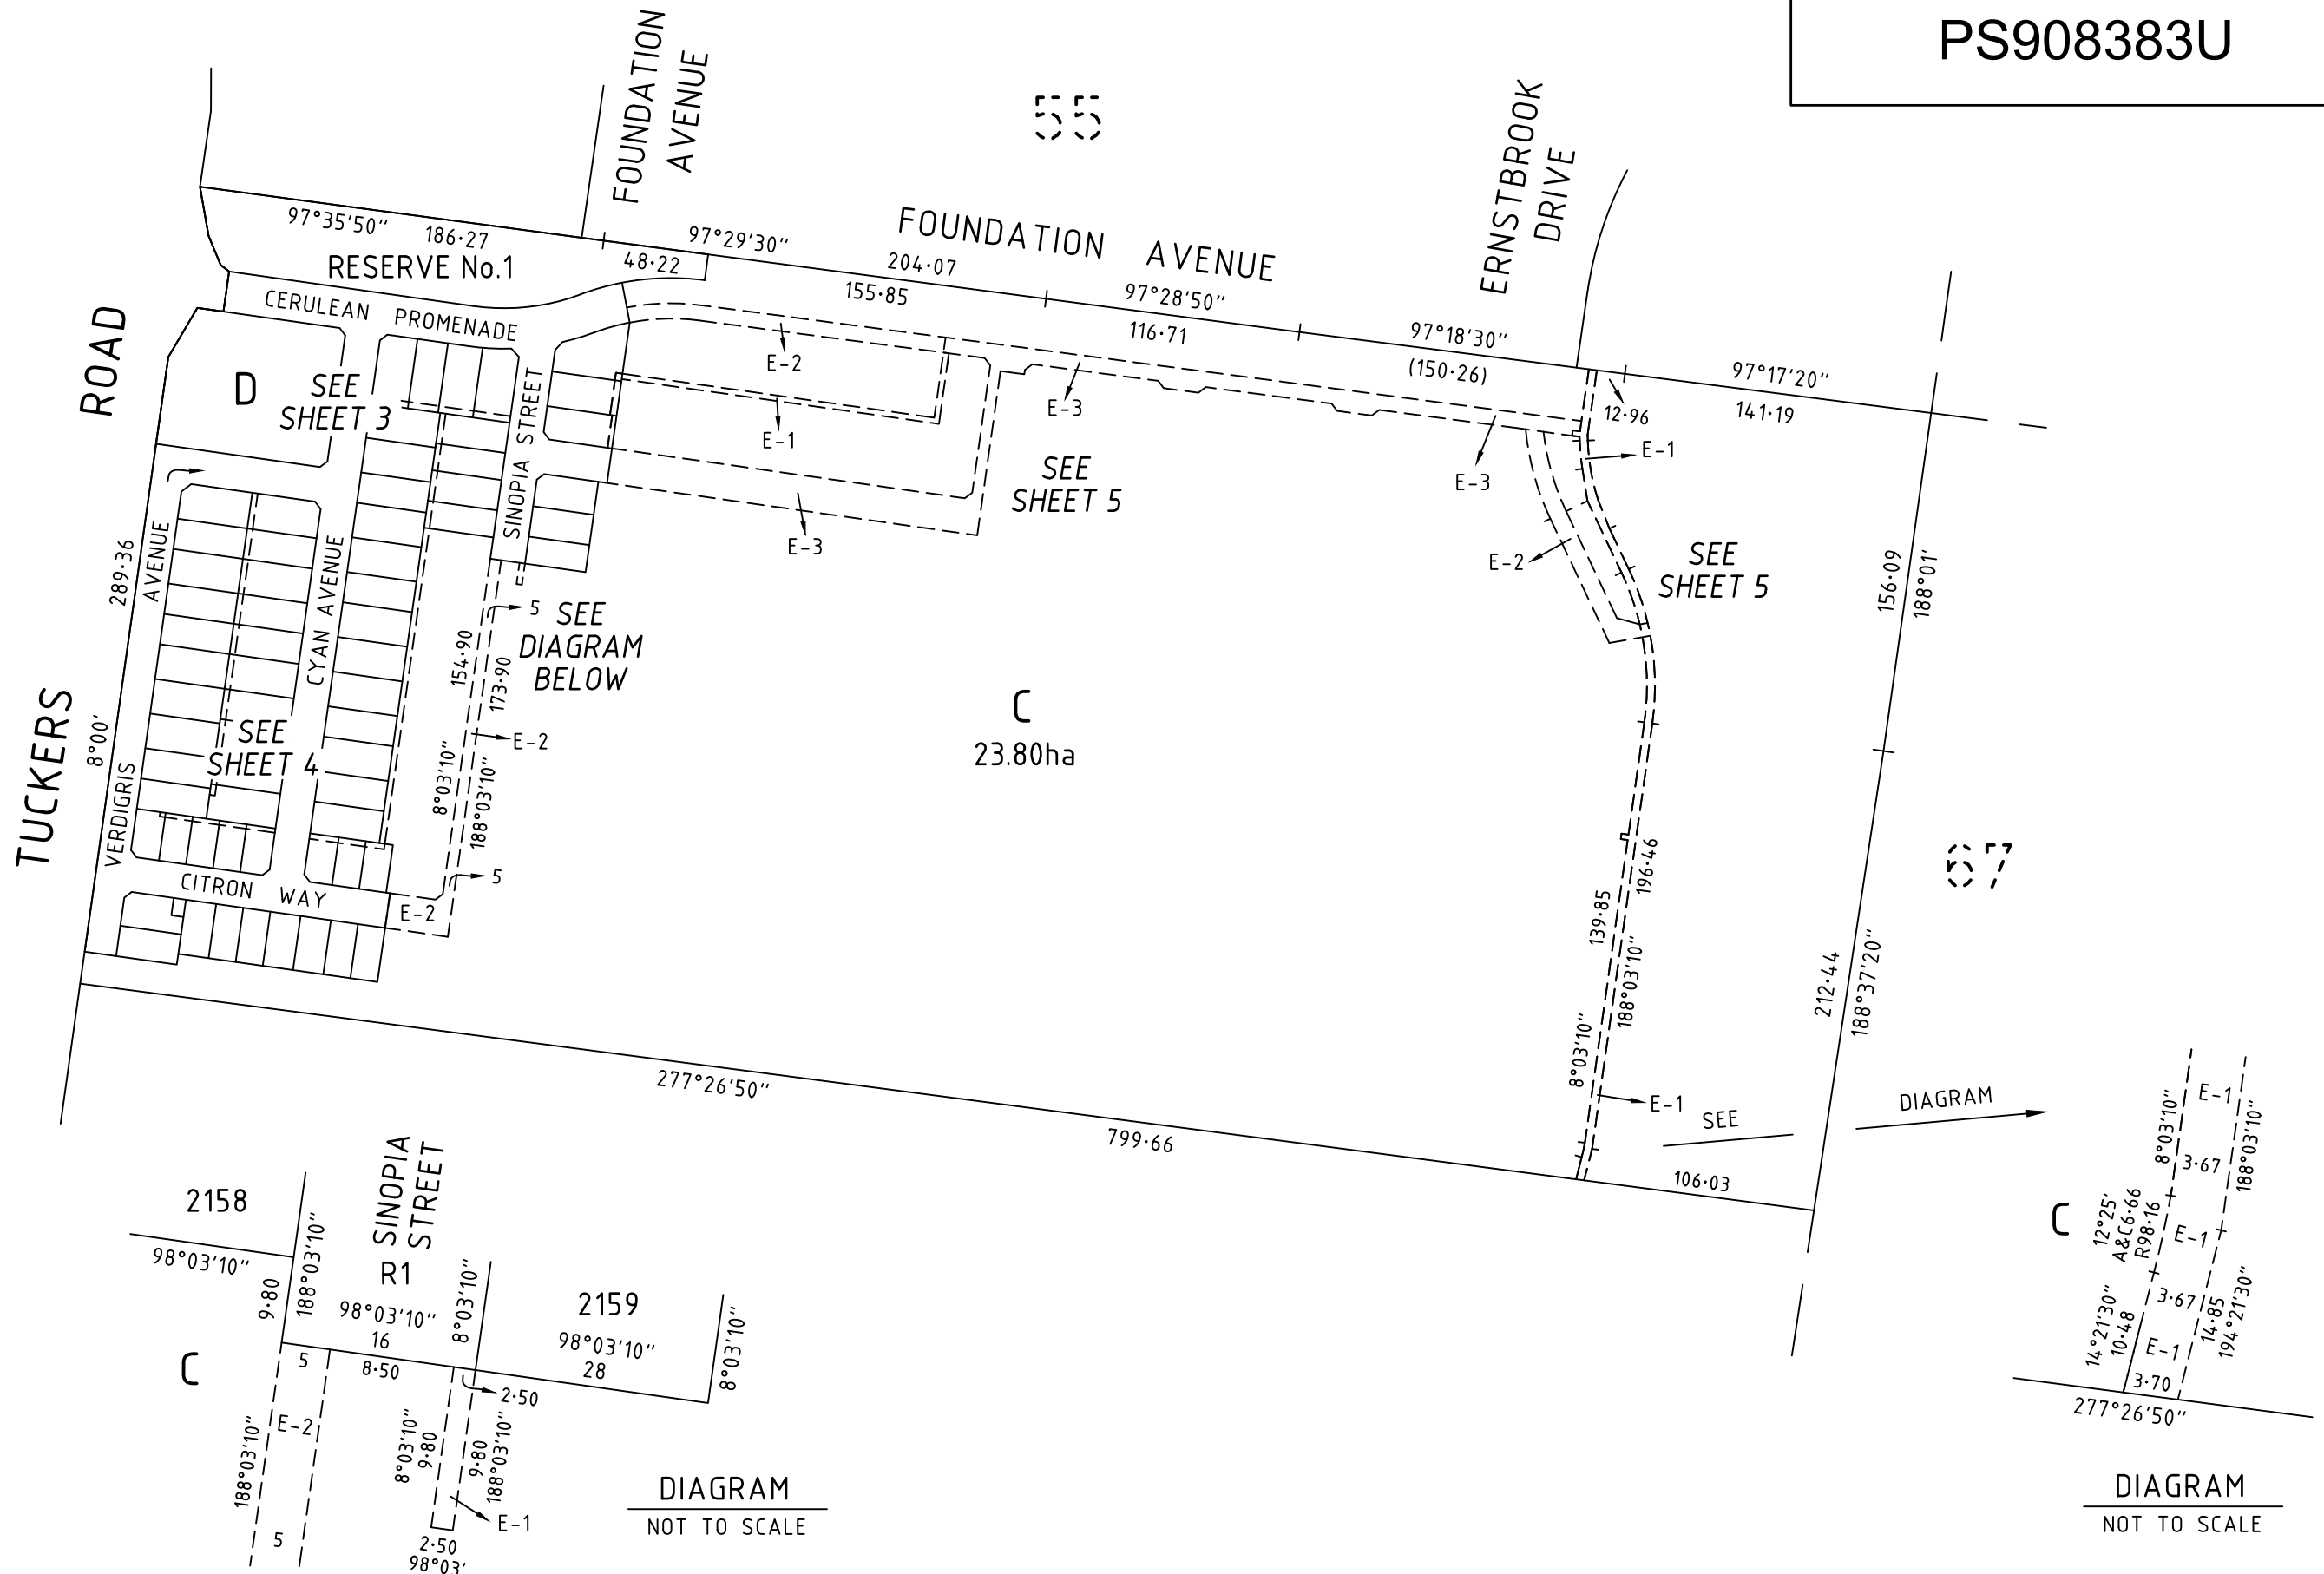 PS908383U
FOUNDATION
AVENUE
55
ERNSTBROOK
DRIVE
97°35'50"
186·27
RESERVE No.1
97°29'30"
48·22
FOUNDATION AVENUE
204·07
155·85
97°28'50"
116·71
97°18'30"
(150·26)
97°17'20"
141·19
12·96
CERULEAN PROMENADE
ROAD
TUCKERS
D
SEE
SHEET 3
SINOPIA STREET
E-2
E-1
E-3
E-3
SEE
SHEET 5
E-3
E-1
E-2
SEE
SHEET 5
156·09
188°01'
289·36
8°00'
VERDIGRIS AVENUE
CYAN AVENUE
SEE
SHEET 4
5
SEE
DIAGRAM
BELOW
154·90
173·90
E-2
8°03'10"
188°03'10"
5
CITRON WAY
E-2
C
23.80ha
67
196·46
139·85
188°03'10"
8°03'10"
E-1
212·44
188°37'20"
SEE DIAGRAM
277°26'50"
799·66
106·03
2158
98°03'10"
9·80
188°03'10"
SINOPIA
STREET
R1
98°03'10"
16
8°03'10"
2159
98°03'10"
28
8°03'10"
C
5
8·50
2·50
E-2
188°03'10"
5
8°03'10"
9·80
9·80
188°03'10"
E-1
2·50
98°03'
DIAGRAM
NOT TO SCALE
E-1
8°03'10"
188°03'10"
3·67
C
12°25'
A&C6·66
R98·16
E-1
3·67
14°21'30"
10·48
14·85
194°21'30"
E-1
3·70
277°26'50"
DIAGRAM
NOT TO SCALE